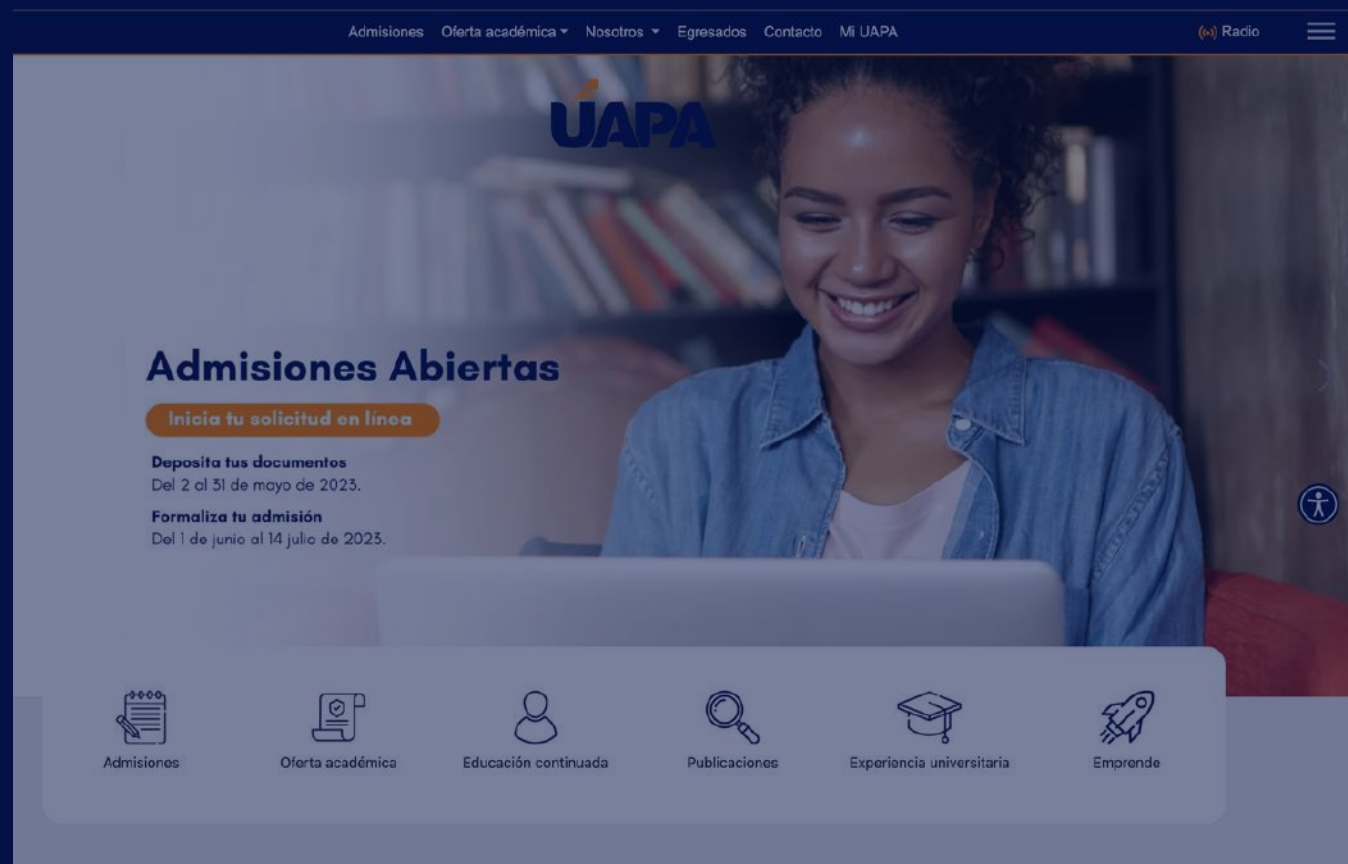 Admisiones Oferta académica Nosotros Egresados Contacto Mi UAPA Radio
UAPA
Admisiones Abiertas
Inicia tu solicitud en línea
Deposita tus documentos
Del 2 al 31 de mayo de 2023.
Formaliza tu admisión
Del 1 de junio al 14 julio de 2023.
Admisiones Oferta académica Educación continuada Publicaciones Experiencia universitaria Emprende